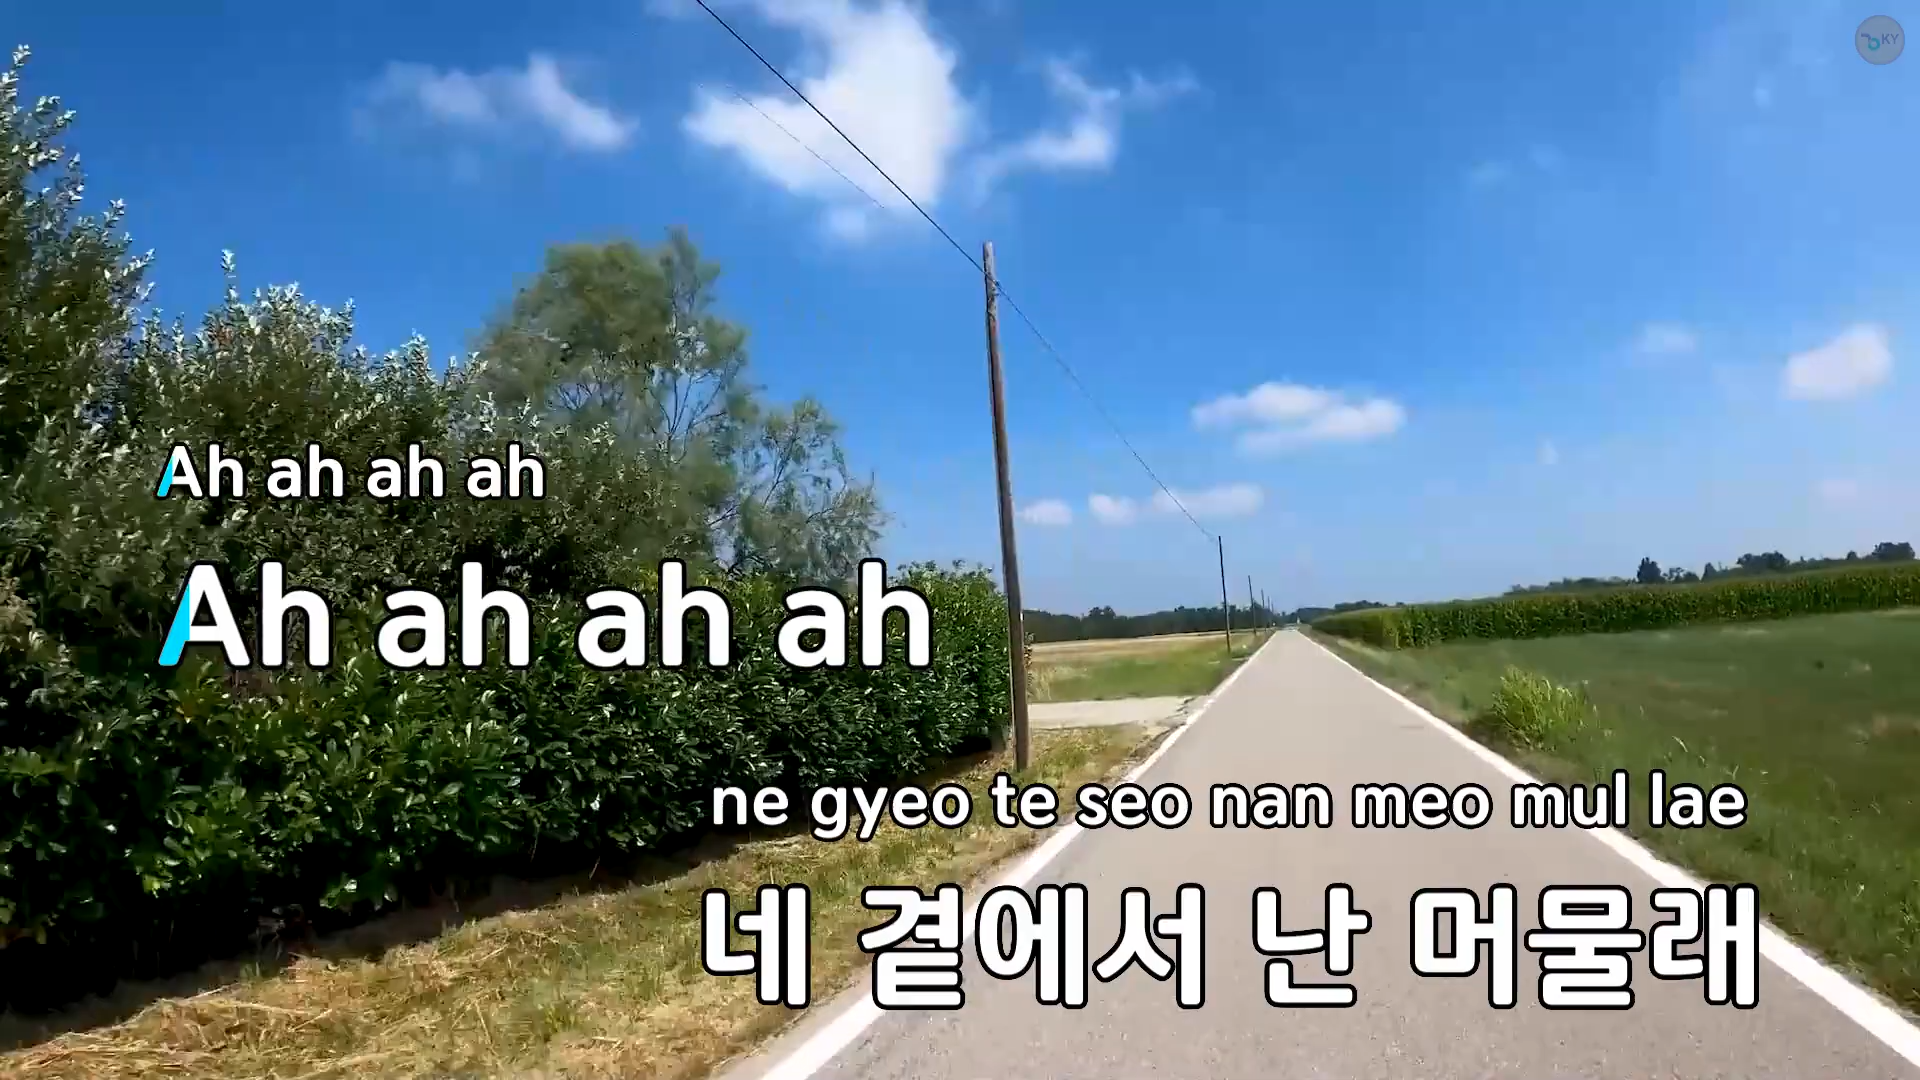 KY
Ah ah ah ah
Ah ah ah ah
ne gyeo te seo nan meo mul lae
네 곁에서 난 머물래